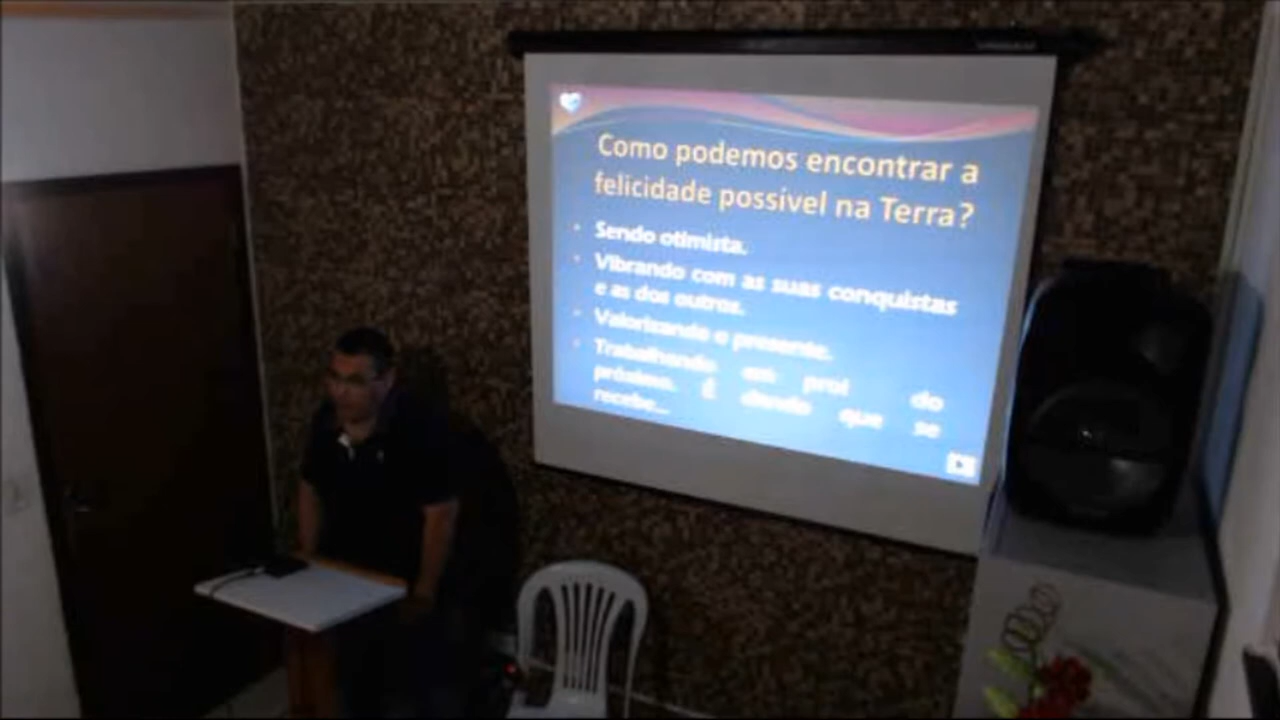 Como podemos encontrar a
felicidade possível na Terra?
• Sendo otimista.
• Vibrando com as suas conquistas
e as dos outros.
• Valorizando o presente.
• Trabalhando em prol do
próximo. É dando que se
recebe...